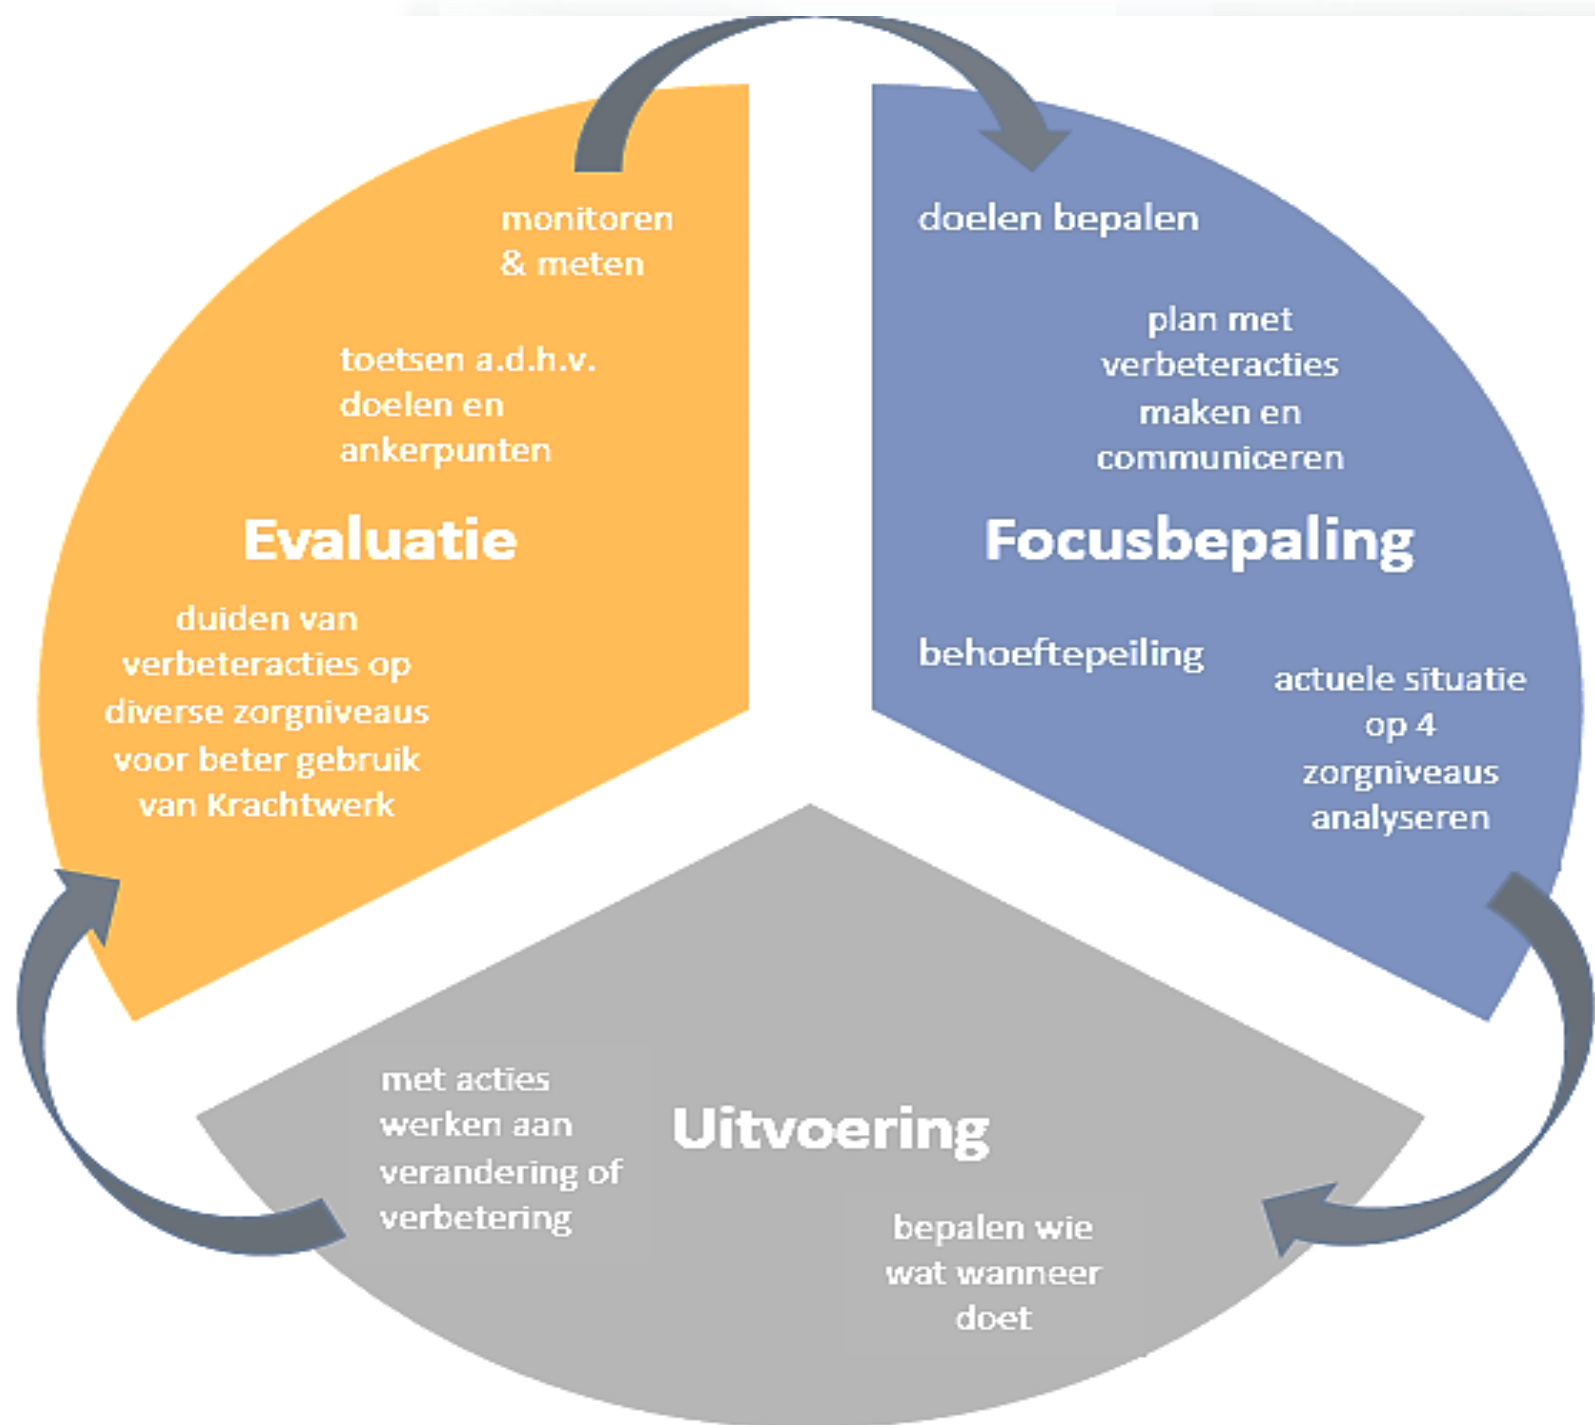 monitoren
& meten
toetsen a.d.h.v.
doelen en
ankerpunten
Evaluatie
duiden van
verbeteracties op
diverse zorgniveaus
voor beter gebruik
van Krachtwerk
doelen bepalen
plan met
verbeteracties
maken en
communiceren
Focusbepaling
behoeftepeiling
actuele situatie
op 4
zorgniveaus
analyseren
met acties
werken aan
verandering of
verbetering
Uitvoering
bepalen wie
wat wanneer
doet